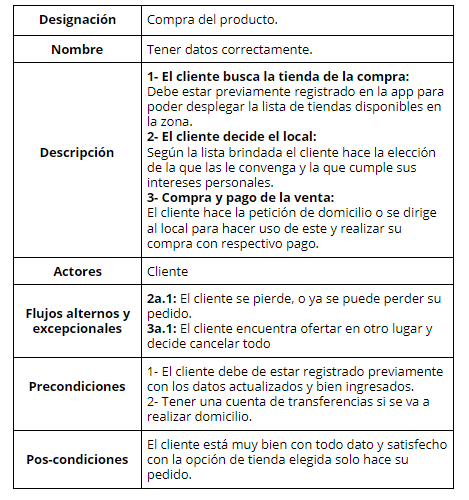 Designación
Compra del producto.
Nombre
Tener datos correctamente.
Descripción
1- El cliente busca la tienda de la compra:
Debe estar previamente registrado en la app para
poder desplegar la lista de tiendas disponibles en
la zona.
2- El cliente decide el local:
Según la lista brindada el cliente hace la elección
de la que las le convenga y la que cumple sus
intereses personales.
3- Compra y pago de la venta:
El cliente hace la petición de domicilio o se dirige
al local para hacer uso de este y realizar su
compra con respectivo pago.
Actores
Cliente
Flujos alternos y
excepcionales
2a.1: El cliente se pierde, o ya se puede perder su
pedido.
3a.1: El cliente encuentra ofertar en otro lugar y
decide cancelar todo
Precondiciones
1- El cliente debe de estar registrado previamente
con los datos actualizados y bien ingresados.
2- Tener una cuenta de transferencias si se va a
realizar domicilio.
Pos-condiciones
El cliente está muy bien con todo dato y satisfecho
con la opción de tienda elegida solo hace su
pedido.